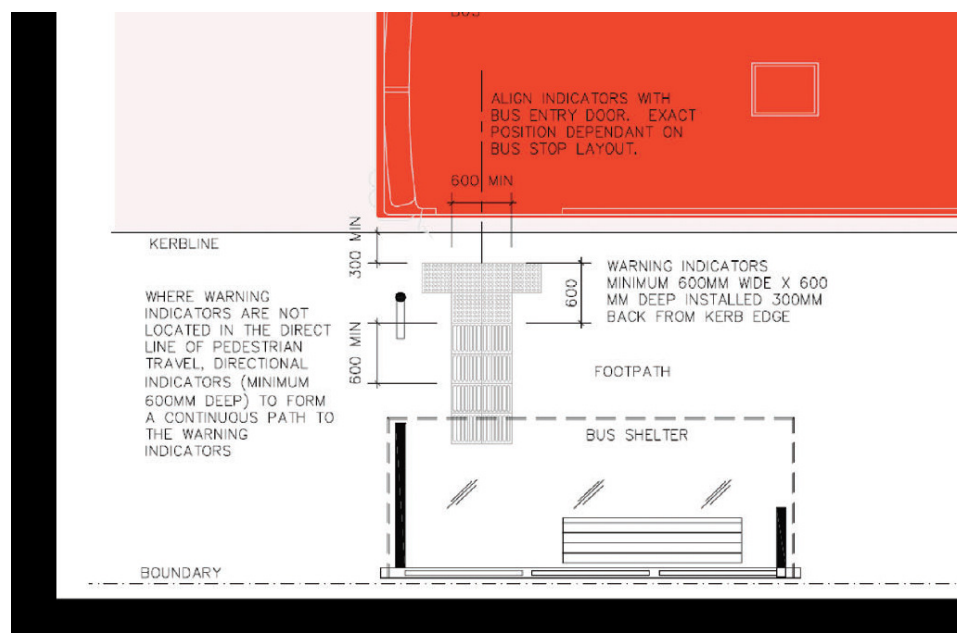 BUS
ALIGN INDICATORS WITH
BUS ENTRY DOOR. EXACT
POSITION DEPENDANT ON
BUS STOP LAYOUT.
600 MIN
KERBLINE
300 MIN
WARNING INDICATORS
MINIMUM 600MM WIDE X 600
MM DEEP INSTALLED 300MM
BACK FROM KERB EDGE
600
WHERE WARNING
INDICATORS ARE NOT
LOCATED IN THE DIRECT
LINE OF PEDESTRIAN
TRAVEL, DIRECTIONAL
INDICATORS (MINIMUM
600MM DEEP) TO FORM
A CONTINUOUS PATH TO
THE WARNING
INDICATORS
600 MIN
FOOTPATH
BUS SHELTER
BOUNDARY